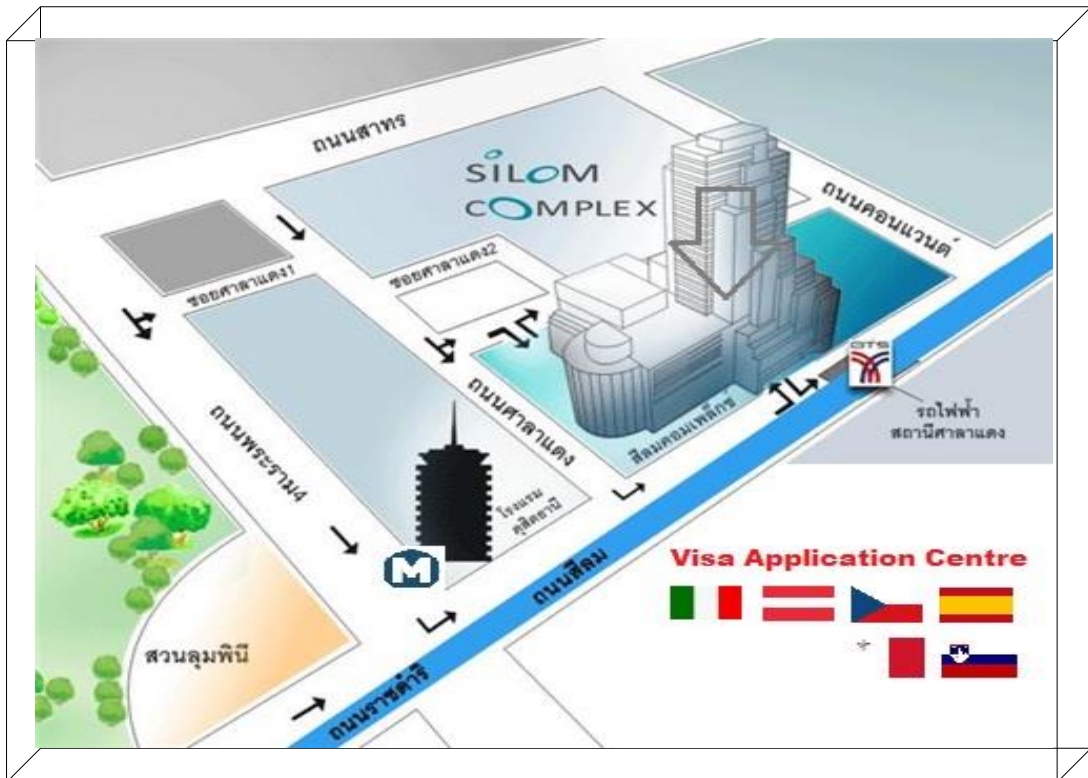 ถนนสาทร
SILOM
COMPLEX
ถนนคอนแวนต์
ซอยศาลาแดง1
ซอยศาลาแดง2
BTS
รถไฟฟ้า
สถานีศาลาแดง
ถนนพระราม4
ถนนศาลาแดง
สีลมคอมเพล็กซ์
โรงแรม
ดุสิตธานี
M
ถนนสีลม
Visa Application Centre
สวนลุมพินี
ถนนราชดำริ